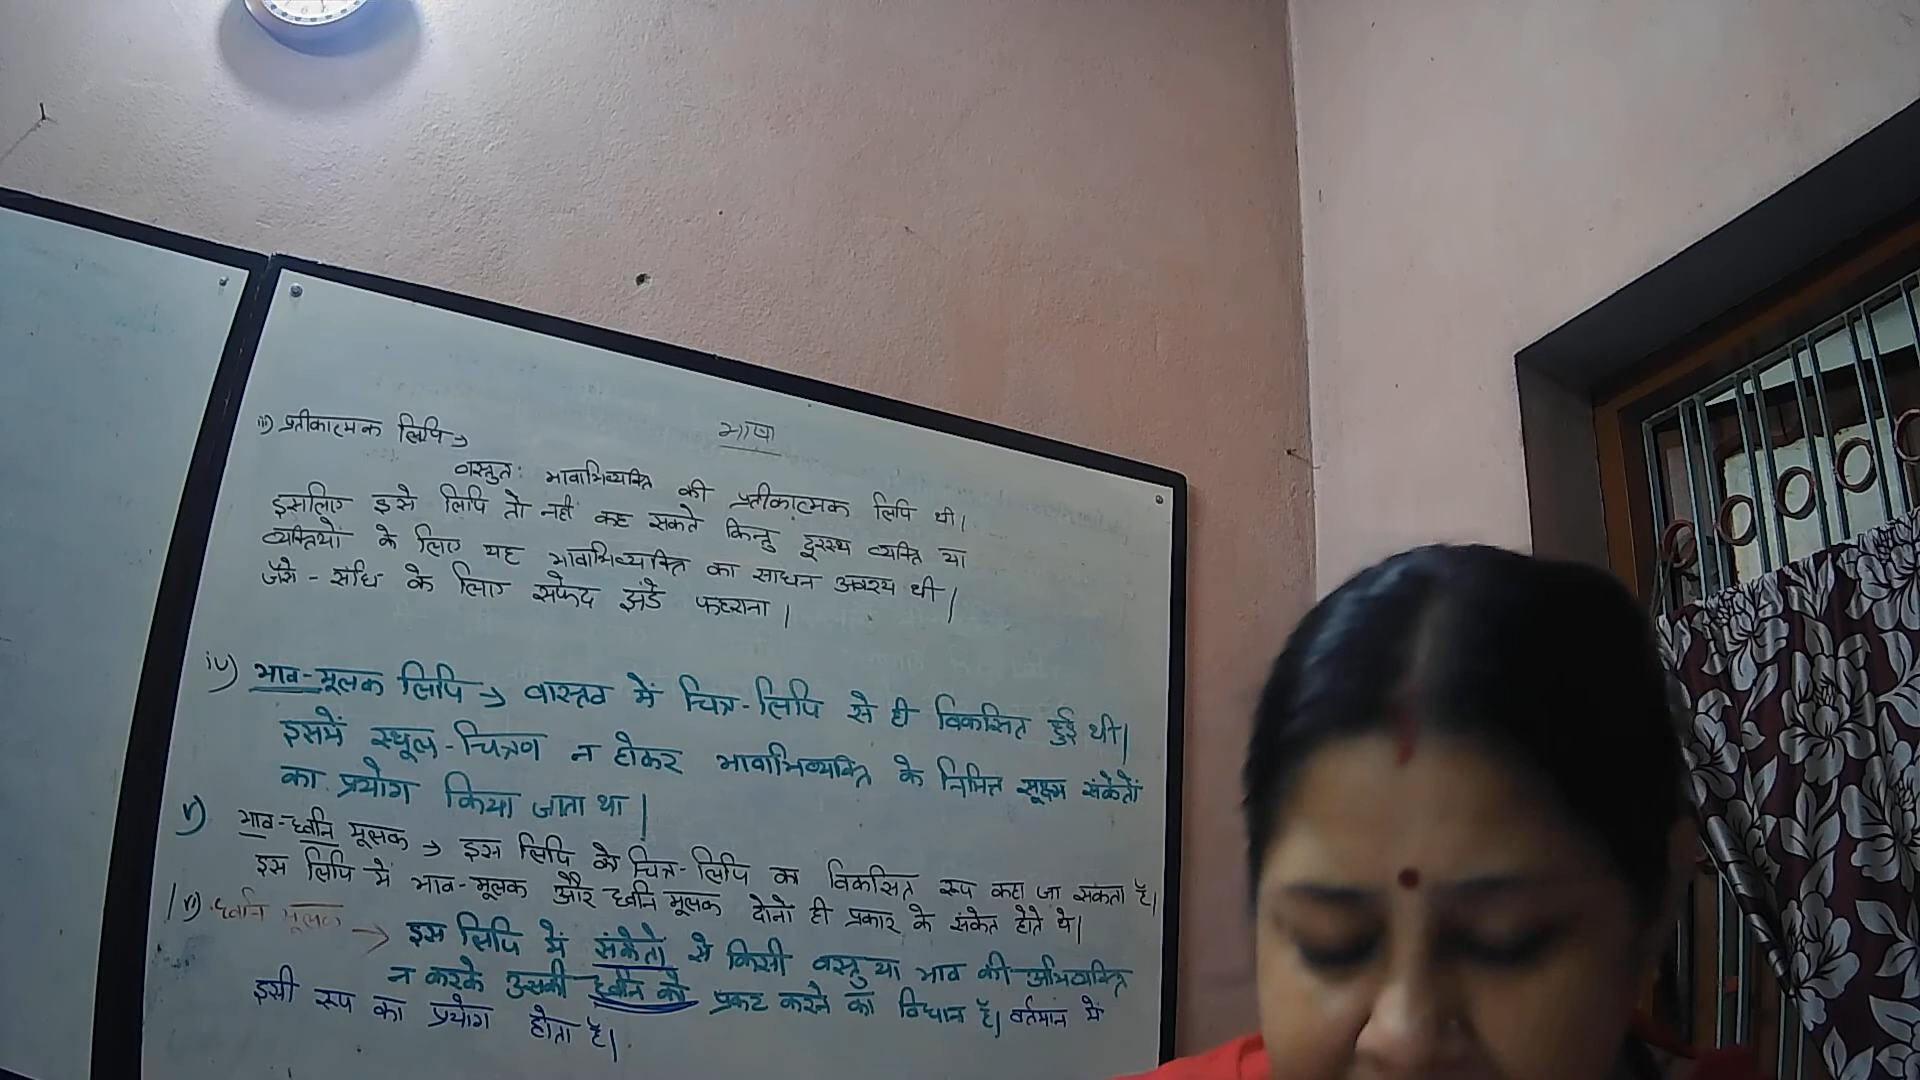 भाषा
iii) प्रतीकात्मक लिपि →
वस्तुतः भावाभिव्यक्ति की प्रतीकात्मक लिपि थी।
इसलिए इसे लिपि तो नहीं कह सकते किन्तु दूरस्थ व्यक्ति या
व्यक्तियों के लिए यह भावाभिव्यक्ति का साधन अवश्य थी।
जैसे - संधि के लिए सफेद झंडे फहराना।
iv) भाव-मूलक लिपि → वास्तव में चित्र-लिपि से ही विकसित हुई थी।
इसमें स्थूल-चित्रण न होकर भावाभिव्यक्ति के निमित्त सूक्ष्म संकेतों
का प्रयोग किया जाता था।
v) भाव-ध्वनि मूलक → इस लिपि को चित्र-लिपि का विकसित रूप कहा जा सकता है।
इस लिपि में भाव-मूलक और ध्वनि मूलक दोनों ही प्रकार के संकेत होते थे।
vi) ध्वनि मूलक → इस लिपि में संकेतो से किसी वस्तु या भाव की अभिव्यक्ति
न करके उसकी ध्वनि को प्रकट करने का विधान है। वर्तमान में
इसी रूप का प्रयोग होता है।